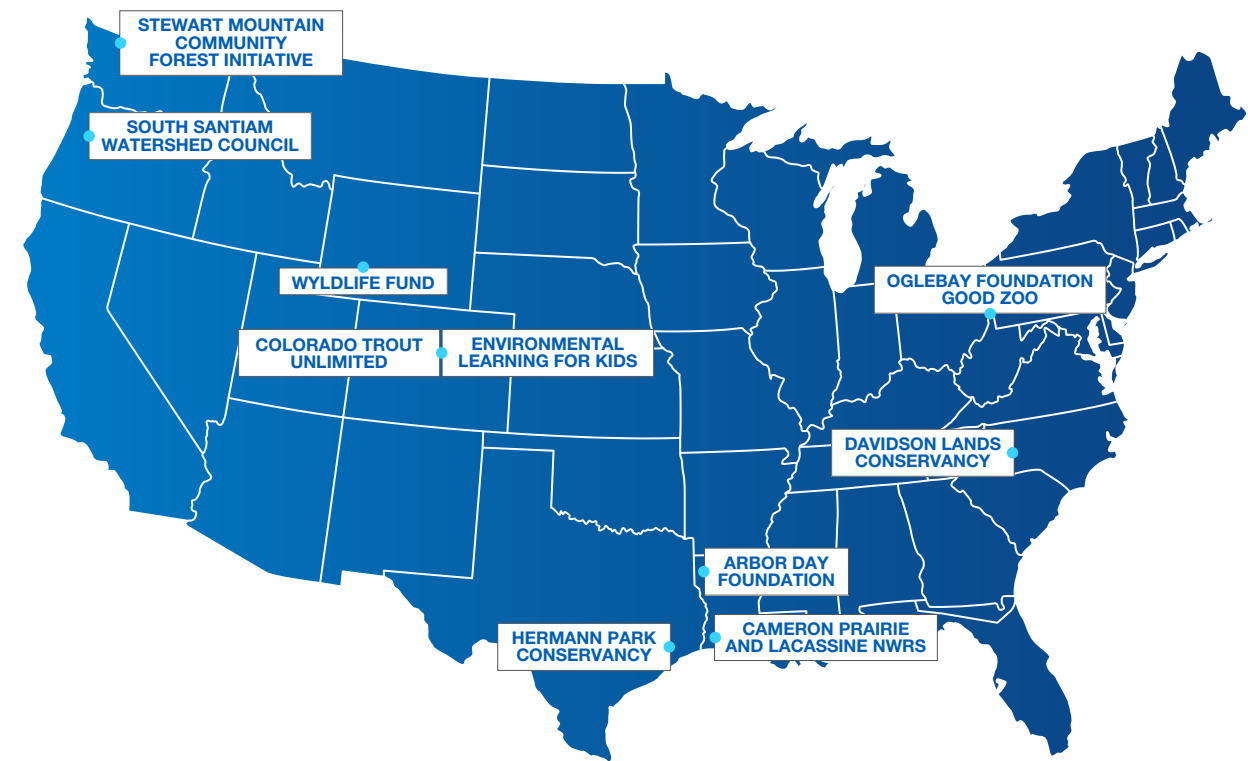 STEWART MOUNTAIN
COMMUNITY
FOREST INITIATIVE
SOUTH SANTIAM
WATERSHED COUNCIL
WYLDLIFE FUND
OGLEBAY FOUNDATION
GOOD ZOO
COLORADO TROUT
UNLIMITED
ENVIRONMENTAL
LEARNING FOR KIDS
DAVIDSON LANDS
CONSERVANCY
ARBOR DAY
FOUNDATION
HERMANN PARK
CONSERVANCY
CAMERON PRAIRIE
AND LACASSINE NWRS